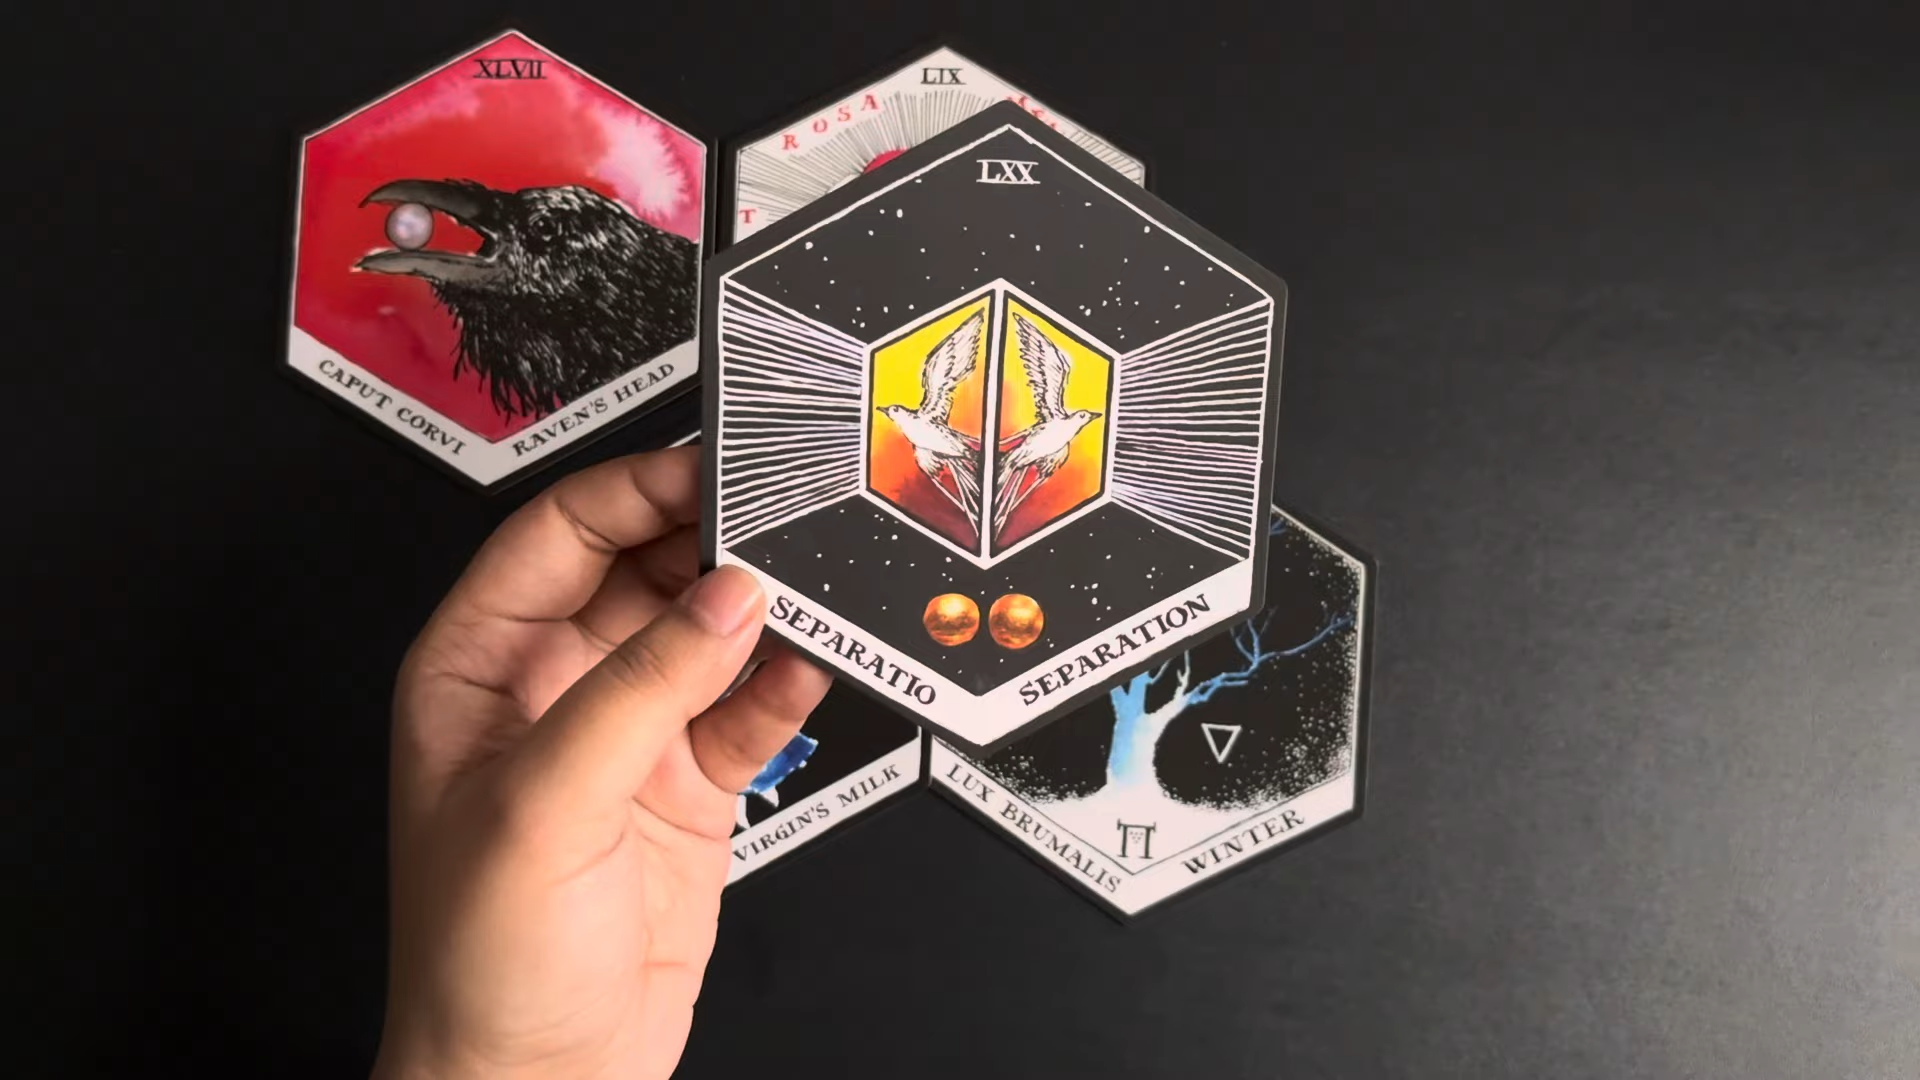 XLVII
CAPUT CORVI
RAVEN'S HEAD
LIX
T ROSA
LXX
SEPARATIO
SEPARATION
VIRGIN'S MILK
LUX BRUMALIS
WINTER